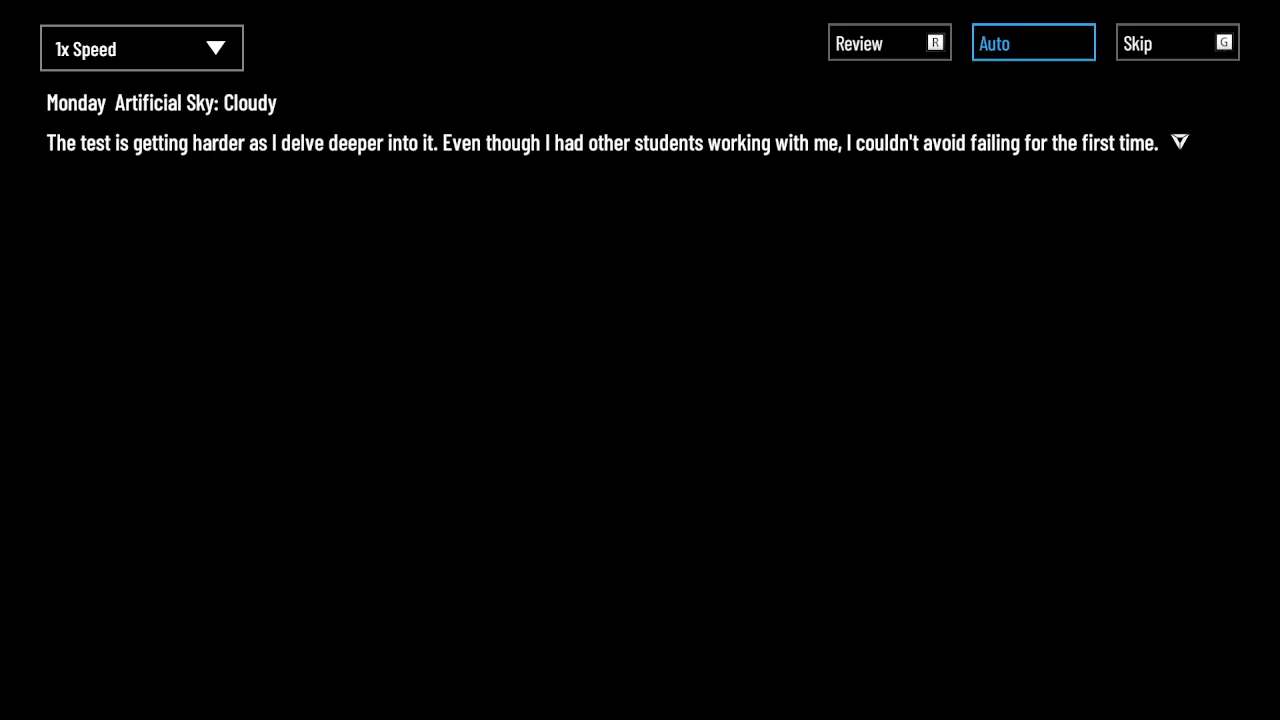 1x Speed
Review R
Auto
Skip G
Monday  Artificial Sky: Cloudy
The test is getting harder as I delve deeper into it. Even though I had other students working with me, I couldn't avoid failing for the first time.